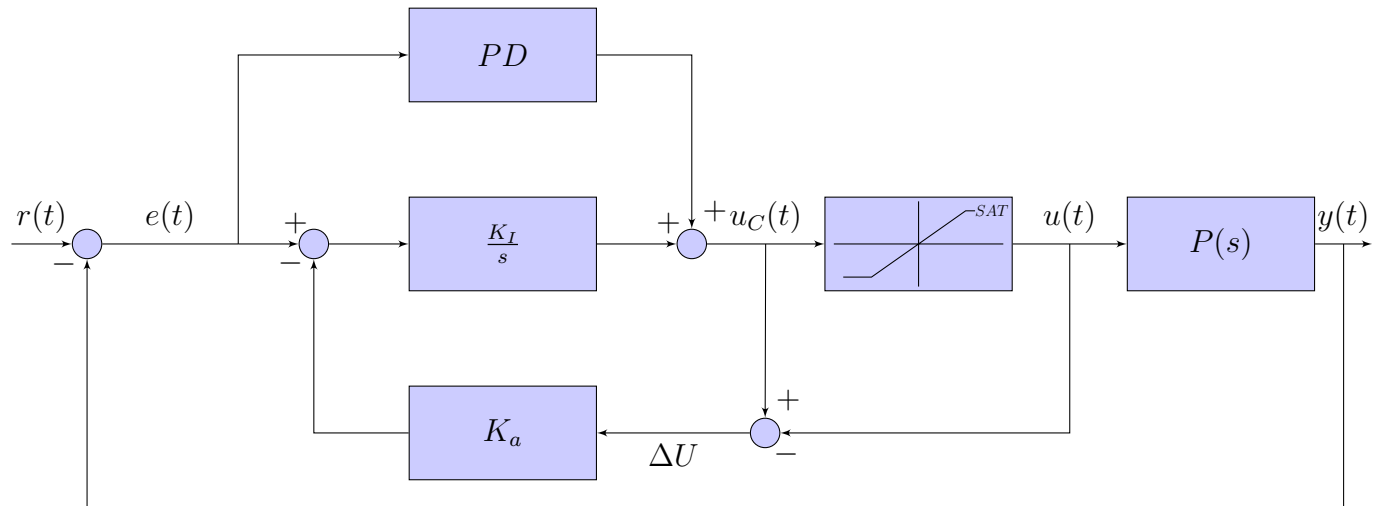 PD
r(t)
e(t)
+
K_I
s
+
+
u_C(t)
SAT
u(t)
P(s)
y(t)
−
−
+
K_a
ΔU
−